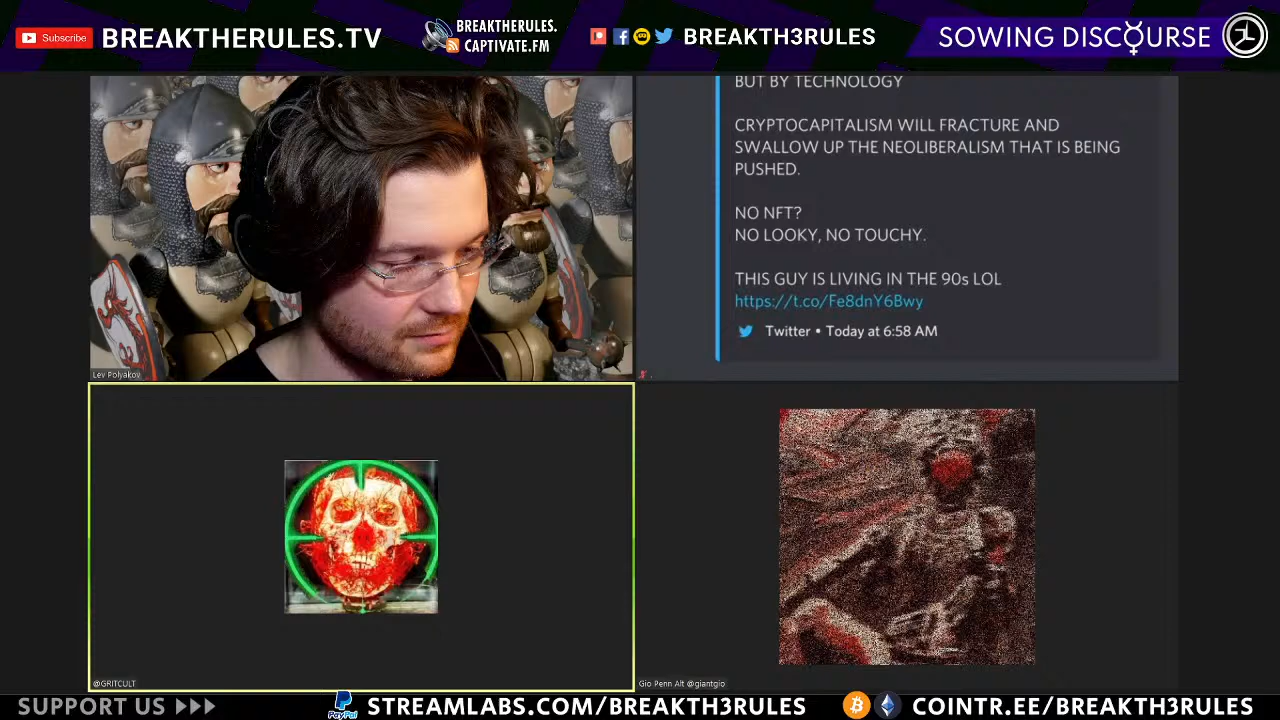 Subscribe
BREAKTHERULES.TV
BREAKTHERULES.
CAPTIVATE.FM
BREAKTH3RULES
SOWING DISCOURSE
BUT BY TECHNOLOGY
CRYPTOCAPITALISM WILL FRACTURE AND
SWALLOW UP THE NEOLIBERALISM THAT IS BEING
PUSHED.
NO NFT?
NO LOOKY, NO TOUCHY.
THIS GUY IS LIVING IN THE 90s LOL
https://t.co/Fe8dnY6Bwy
Twitter • Today at 6:58 AM
Lev Polyakov
@GRITCULT
Gio Penn Alt @giantgio
SUPPORT US
PayPal
STREAMLABS.COM/BREAKTH3RULES
COINTR.EE/BREAKTH3RULES